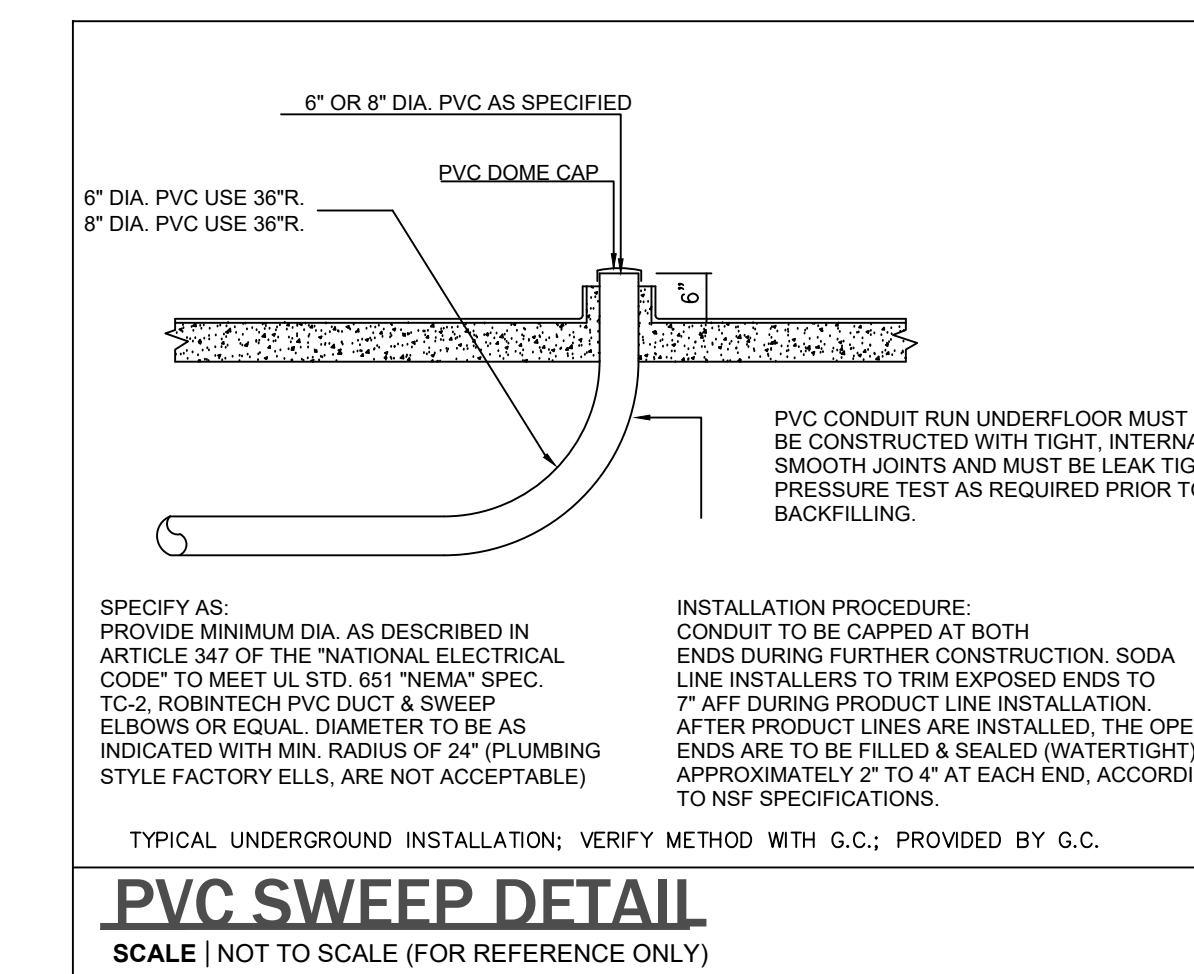 6" OR 8" DIA. PVC AS SPECIFIED
PVC DOME CAP
6" DIA. PVC USE 36"R.
8" DIA. PVC USE 36"R.
6"
PVC CONDUIT RUN UNDERFLOOR MUST
BE CONSTRUCTED WITH TIGHT, INTERNA
SMOOTH JOINTS AND MUST BE LEAK TIG
PRESSURE TEST AS REQUIRED PRIOR TO
BACKFILLING.
SPECIFY AS:
PROVIDE MINIMUM DIA. AS DESCRIBED IN
ARTICLE 347 OF THE "NATIONAL ELECTRICAL
CODE" TO MEET UL STD. 651 "NEMA" SPEC.
TC-2, ROBINTECH PVC DUCT & SWEEP
ELBOWS OR EQUAL. DIAMETER TO BE AS
INDICATED WITH MIN. RADIUS OF 24" (PLUMBING
STYLE FACTORY ELLS, ARE NOT ACCEPTABLE)
INSTALLATION PROCEDURE:
CONDUIT TO BE CAPPED AT BOTH
ENDS DURING FURTHER CONSTRUCTION. SODA
LINE INSTALLERS TO TRIM EXPOSED ENDS TO
7" AFF DURING PRODUCT LINE INSTALLATION.
AFTER PRODUCT LINES ARE INSTALLED, THE OPE
ENDS ARE TO BE FILLED & SEALED (WATERTIGHT)
APPROXIMATELY 2" TO 4" AT EACH END, ACCORDI
TO NSF SPECIFICATIONS.
TYPICAL UNDERGROUND INSTALLATION; VERIFY METHOD WITH G.C.; PROVIDED BY G.C.
PVC SWEEP DETAIL
SCALE | NOT TO SCALE (FOR REFERENCE ONLY)